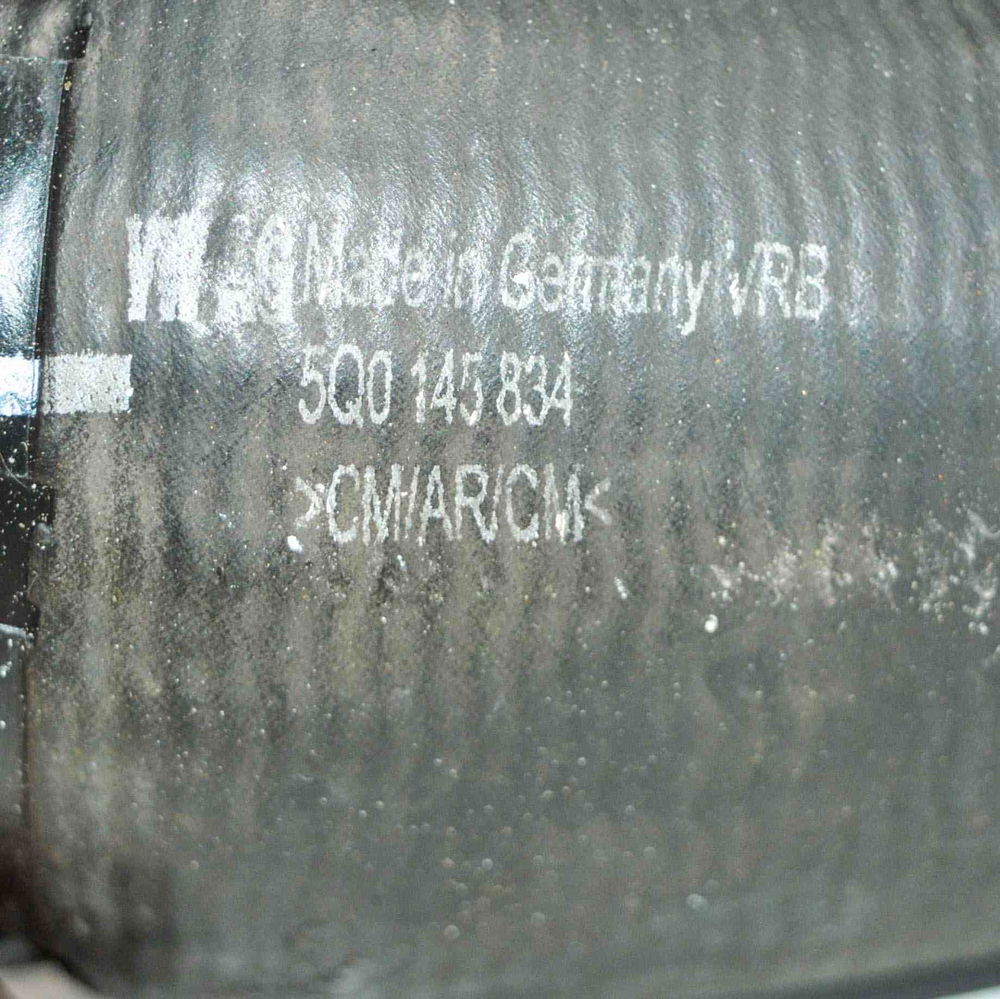 VW AG Made in Germany VRB
5Q0 145 834
>CM/AR/CM<